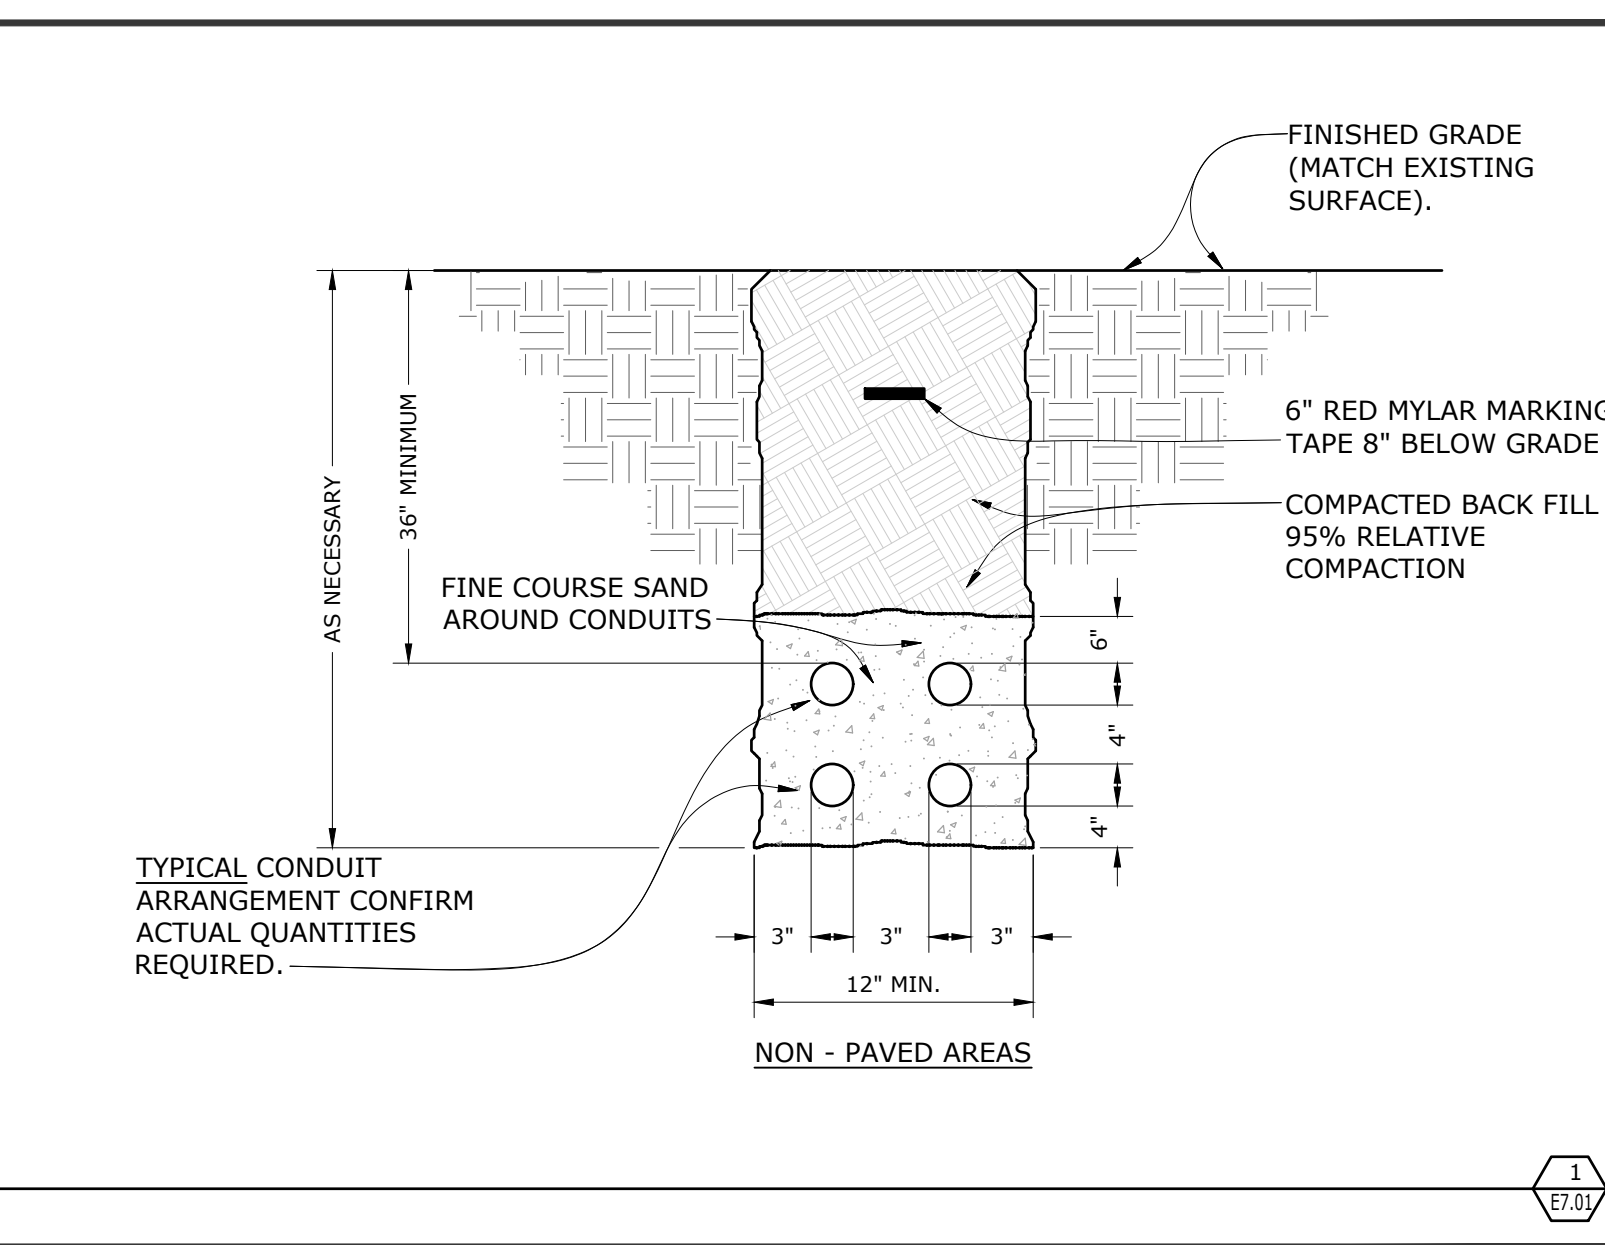 FINISHED GRADE
(MATCH EXISTING
SURFACE).
6" RED MYLAR MARKING
TAPE 8" BELOW GRADE
COMPACTED BACK FILL
95% RELATIVE
COMPACTION
AS NECESSARY
36" MINIMUM
FINE COURSE SAND
AROUND CONDUITS
6"
4"
4"
TYPICAL CONDUIT
ARRANGEMENT CONFIRM
ACTUAL QUANTITIES
REQUIRED.
3" 3" 3"
12" MIN.
NON - PAVED AREAS
1
E7.01